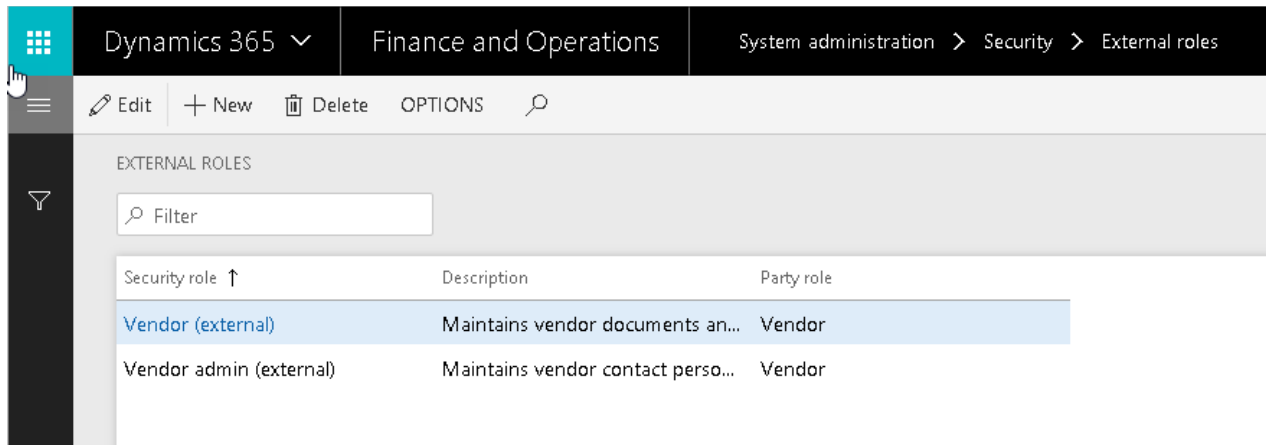 Dynamics 365 Finance and Operations System administration > Security > External roles
Edit New Delete OPTIONS
EXTERNAL ROLES
Filter
Security role ↑ Description Party role
Vendor (external) Maintains vendor documents an... Vendor
Vendor admin (external) Maintains vendor contact perso... Vendor